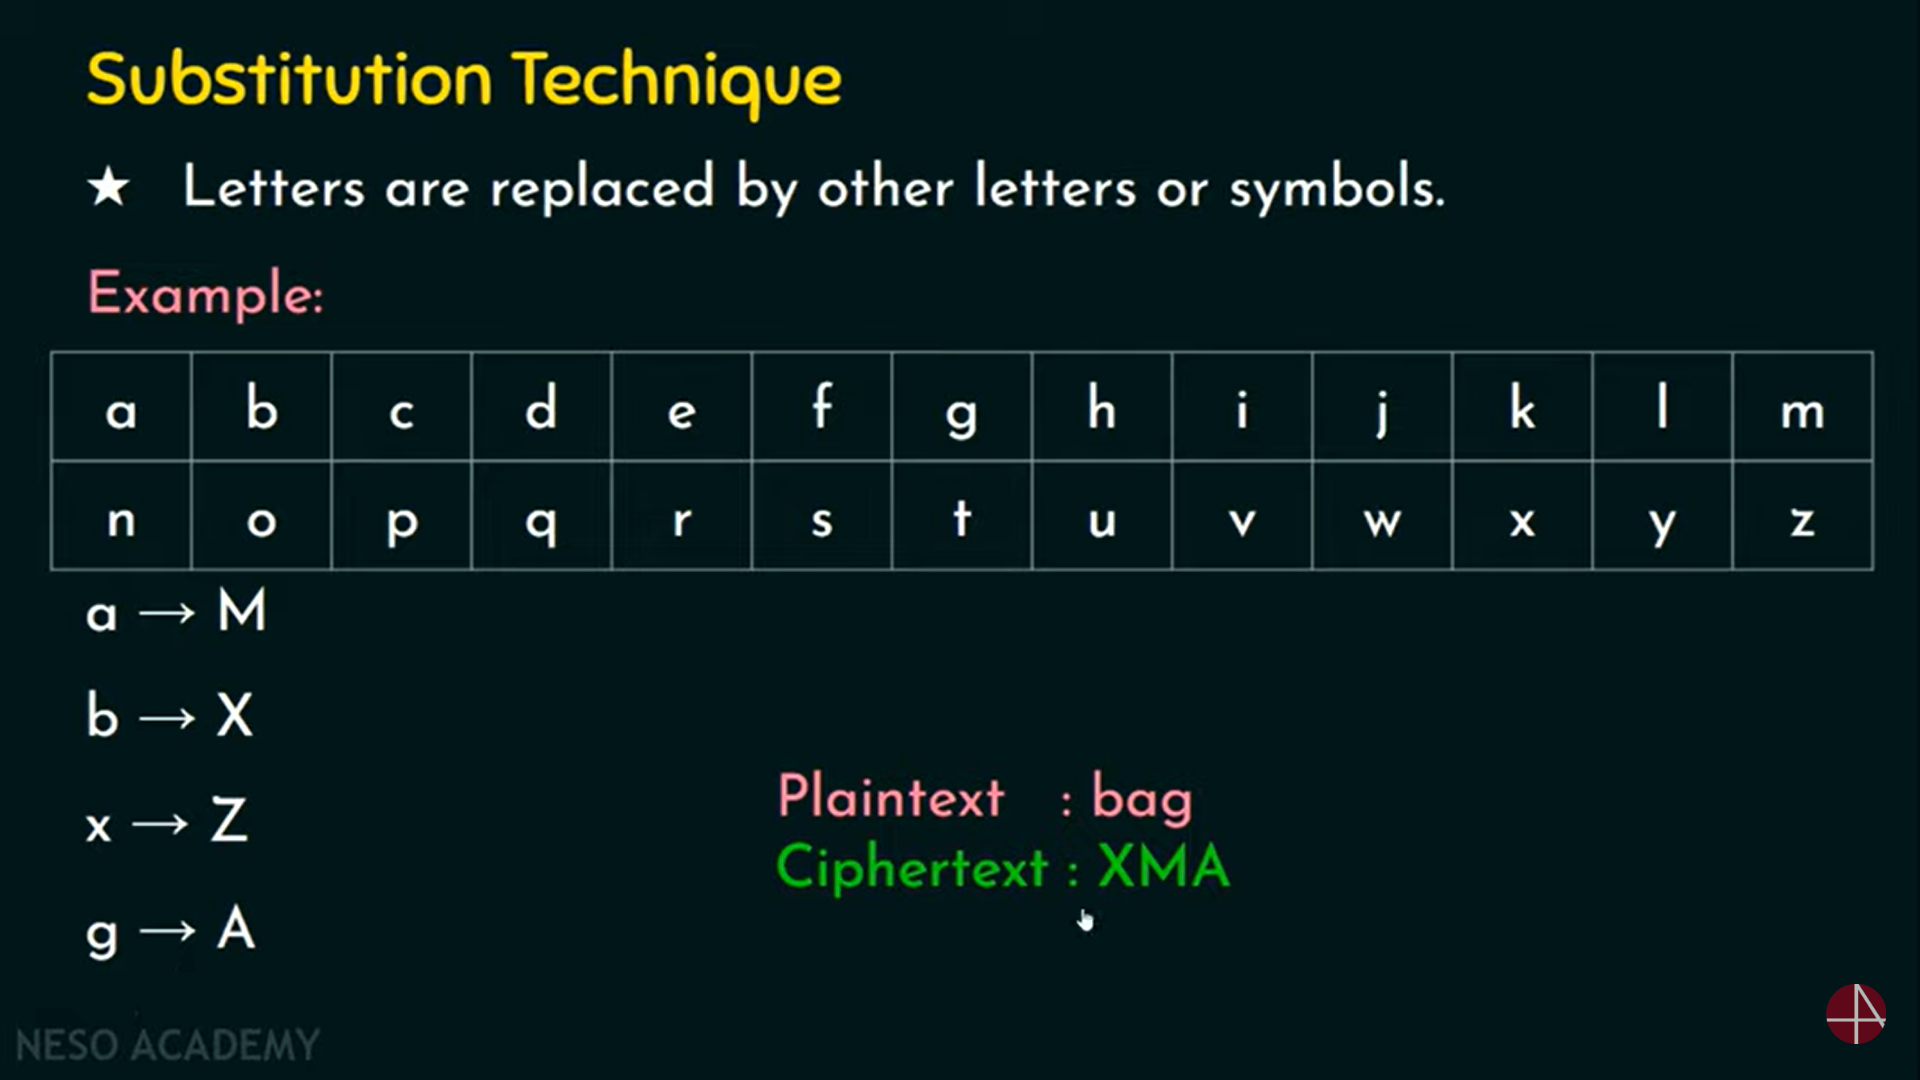 Substitution Technique
★ Letters are replaced by other letters or symbols.
Example:
a b c d e f g h i j k l m
n o p q r s t u v w x y z
a → M
b → X
x → Z
g → A
Plaintext : bag
Ciphertext : XMA
NESO ACADEMY